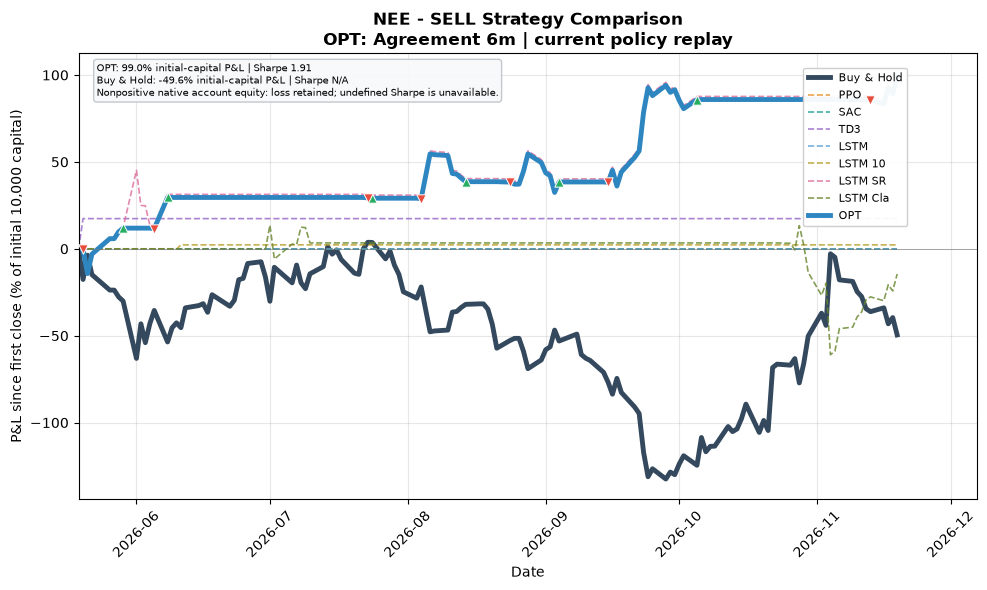 NEE - SELL Strategy Comparison
OPT: Agreement 6m | current policy replay
OPT: 99.0% initial-capital P&L | Sharpe 1.91
Buy & Hold: -49.6% initial-capital P&L | Sharpe N/A
Nonpositive native account equity: loss retained; undefined Sharpe is unavailable.
Buy & Hold
PPO
SAC
TD3
LSTM
LSTM 10
LSTM SR
LSTM Cla
OPT
P&L since first close (% of initial 10,000 capital)
100
50
0
−50
−100
2026-06
2026-07
2026-08
2026-09
2026-10
2026-11
2026-12
Date